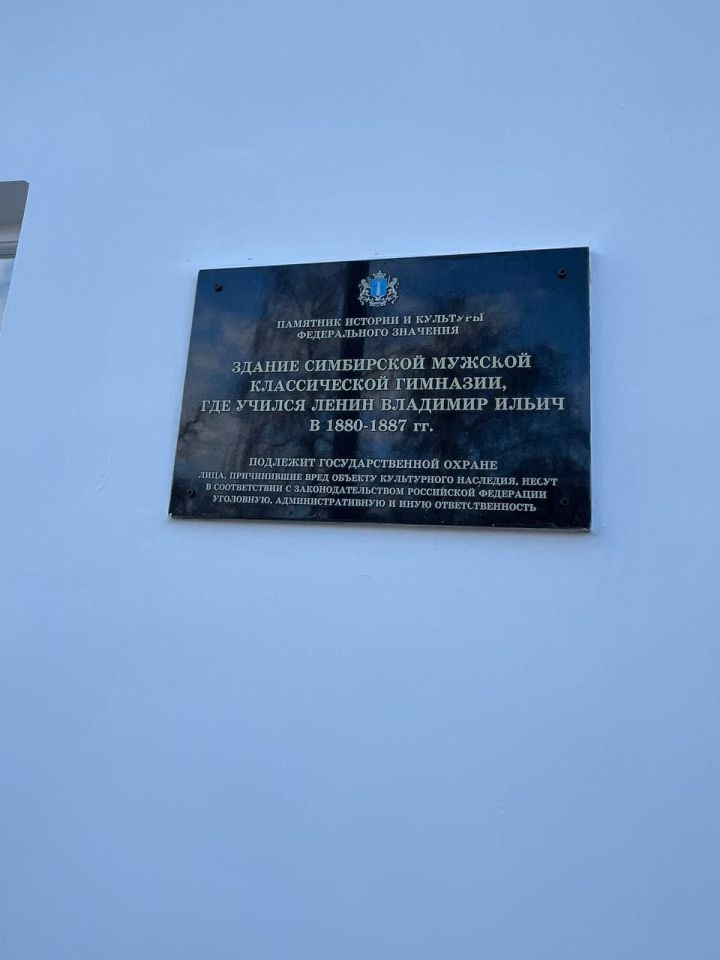 ПАМЯТНИК ИСТОРИИ И КУЛЬТУРЫ
ФЕДЕРАЛЬНОГО ЗНАЧЕНИЯ
ЗДАНИЕ СИМБИРСКОЙ МУЖСКОЙ
КЛАССИЧЕСКОЙ ГИМНАЗИИ,
ГДЕ УЧИЛСЯ ЛЕНИН ВЛАДИМИР ИЛЬИЧ
В 1880-1887 гг.
ПОДЛЕЖИТ ГОСУДАРСТВЕННОЙ ОХРАНЕ
ЛИЦА, ПРИЧИНИВШИЕ ВРЕД ОБЪЕКТУ КУЛЬТУРНОГО НАСЛЕДИЯ, НЕСУТ
В СООТВЕТСТВИИ С ЗАКОНОДАТЕЛЬСТВОМ РОССИЙСКОЙ ФЕДЕРАЦИИ
УГОЛОВНУЮ, АДМИНИСТРАТИВНУЮ И ИНУЮ ОТВЕТСТВЕННОСТЬ